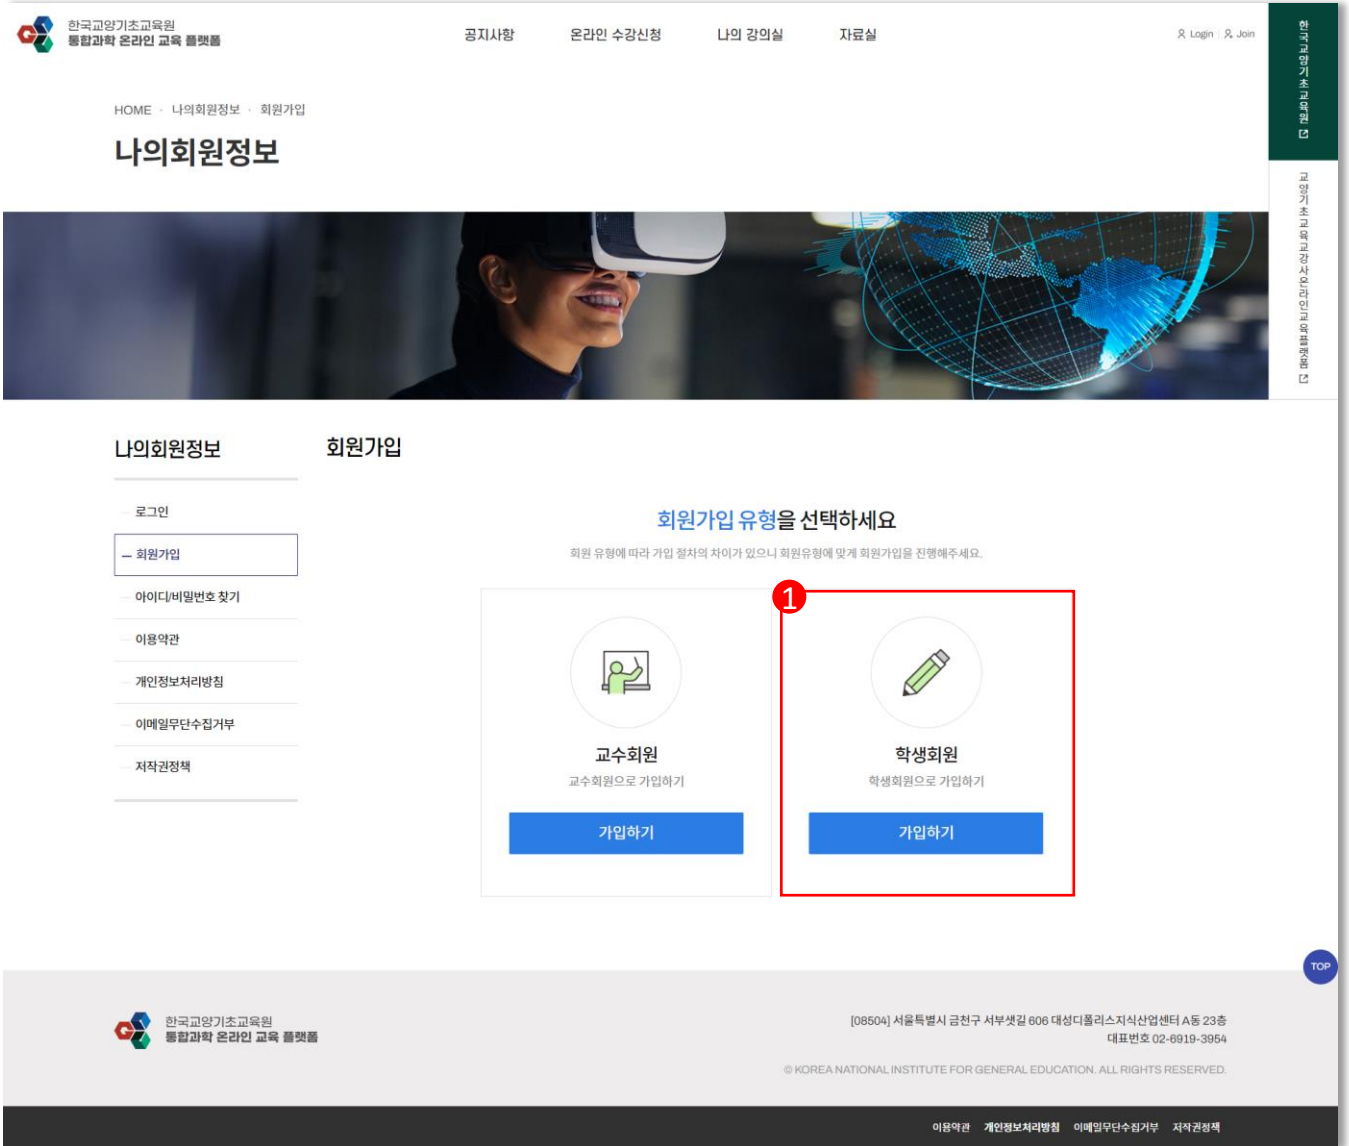 한국교양기초교육원
통합과학 온라인 교육 플랫폼
공지사항 온라인 수강신청 나의 강의실 자료실
Login Join
한국교양기초교육원
교양기초교육교강사온라인교육플랫폼
HOME · 나의회원정보 · 회원가입
나의회원정보
나의회원정보
로그인
회원가입
아이디/비밀번호 찾기
이용약관
개인정보처리방침
이메일무단수집거부
저작권정책
회원가입
회원가입 유형을 선택하세요
회원 유형에 따라 가입 절차의 차이가 있으니 회원유형에 맞게 회원가입을 진행해주세요.
교수회원
교수회원으로 가입하기
가입하기
1
학생회원
학생회원으로 가입하기
가입하기
TOP
한국교양기초교육원
통합과학 온라인 교육 플랫폼
[08504] 서울특별시 금천구 서부샛길 606 대성디폴리스지식산업센터 A동 23층
대표번호 02-6919-3954
© KOREA NATIONAL INSTITUTE FOR GENERAL EDUCATION. ALL RIGHTS RESERVED.
이용약관 개인정보처리방침 이메일무단수집거부 저작권정책